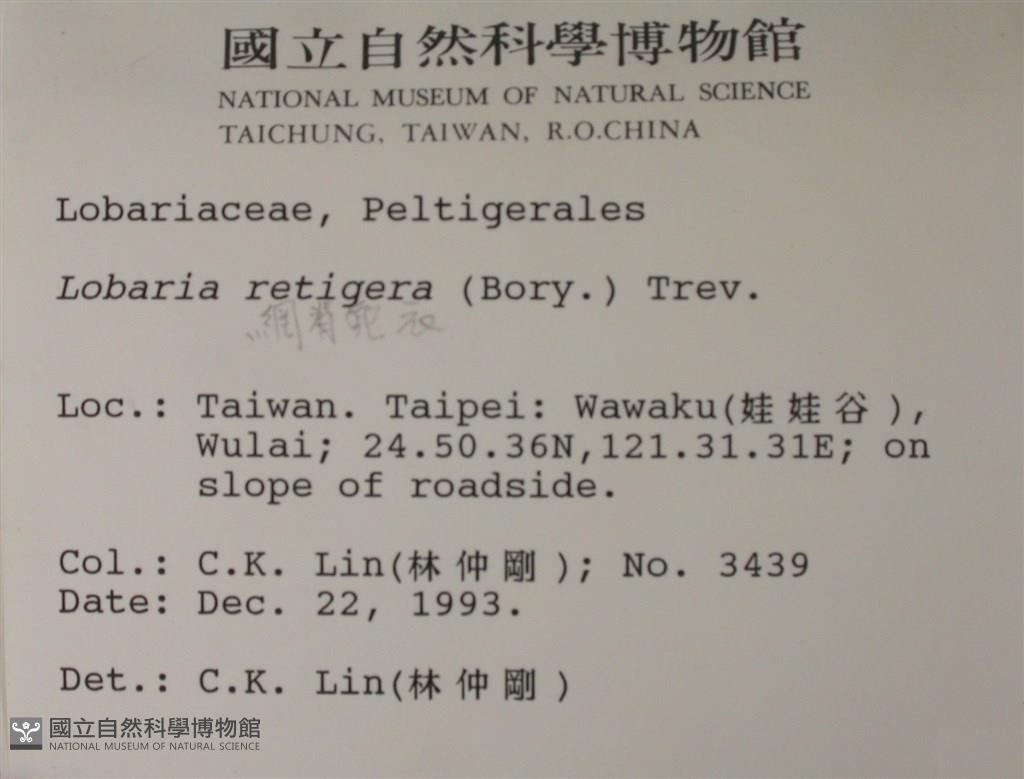 國立自然科學博物館
NATIONAL MUSEUM OF NATURAL SCIENCE
TAICHUNG, TAIWAN, R.O.CHINA
Lobariaceae, Peltigerales
Lobaria retigera (Bory.) Trev.
網脊衣
Loc.: Taiwan. Taipei: Wawaku(娃娃谷),
Wulai; 24.50.36N,121.31.31E; on
slope of roadside.
Col.: C.K. Lin(林仲剛); No. 3439
Date: Dec. 22, 1993.
Det.: C.K. Lin(林仲剛)
國立自然科學博物館
NATIONAL MUSEUM OF NATURAL SCIENCE